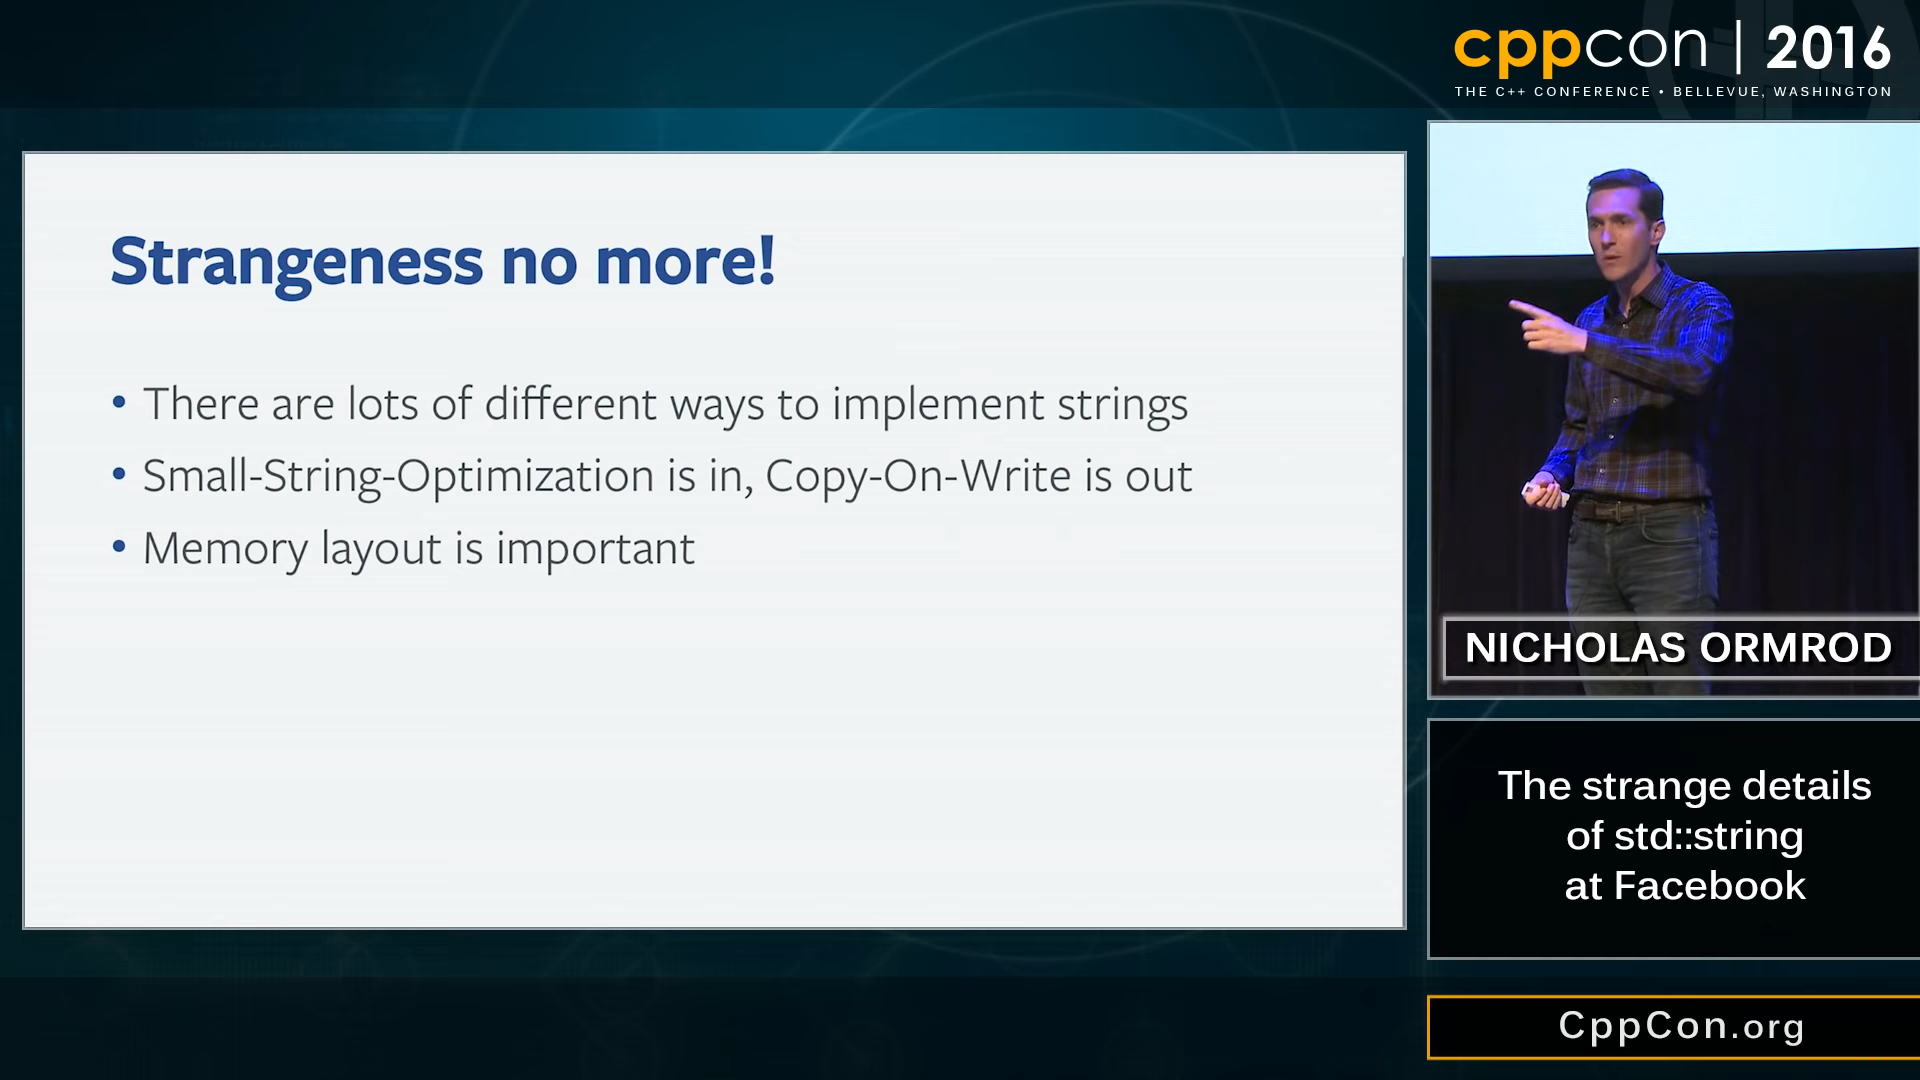 cppcon | 2016
THE C++ CONFERENCE • BELLEVUE, WASHINGTON
Strangeness no more!
• There are lots of different ways to implement strings
• Small-String-Optimization is in, Copy-On-Write is out
• Memory layout is important
NICHOLAS ORMROD
The strange details
of std::string
at Facebook
CppCon.org